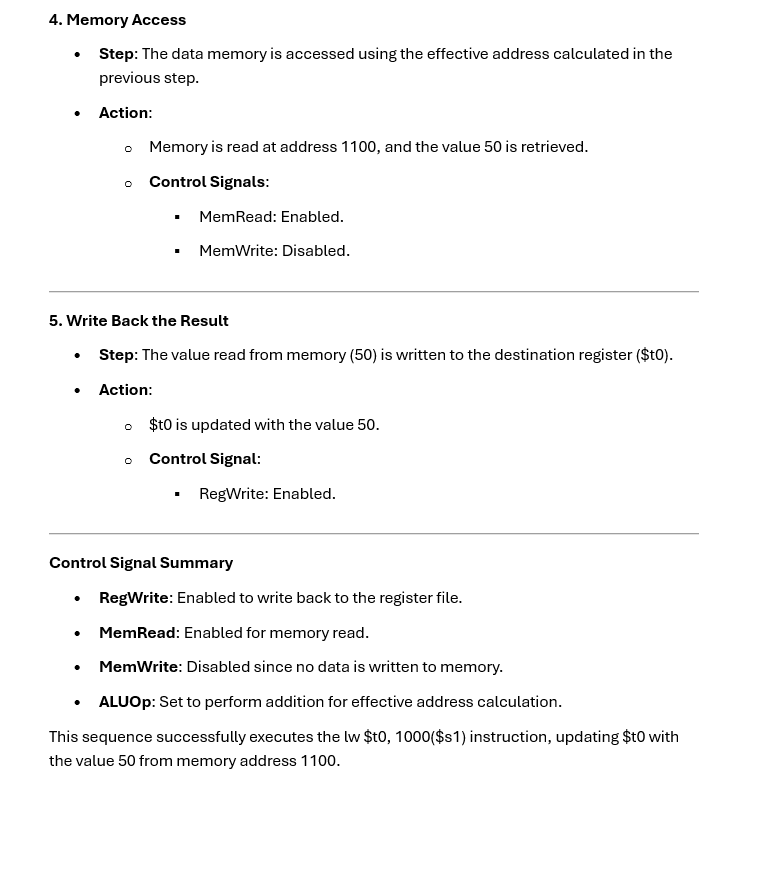 4. Memory Access
• Step: The data memory is accessed using the effective address calculated in the
previous step.
• Action:
o Memory is read at address 1100, and the value 50 is retrieved.
o Control Signals:
▪ MemRead: Enabled.
▪ MemWrite: Disabled.
5. Write Back the Result
• Step: The value read from memory (50) is written to the destination register ($t0).
• Action:
o $t0 is updated with the value 50.
o Control Signal:
▪ RegWrite: Enabled.
Control Signal Summary
• RegWrite: Enabled to write back to the register file.
• MemRead: Enabled for memory read.
• MemWrite: Disabled since no data is written to memory.
• ALUOp: Set to perform addition for effective address calculation.
This sequence successfully executes the lw $t0, 1000($s1) instruction, updating $t0 with
the value 50 from memory address 1100.